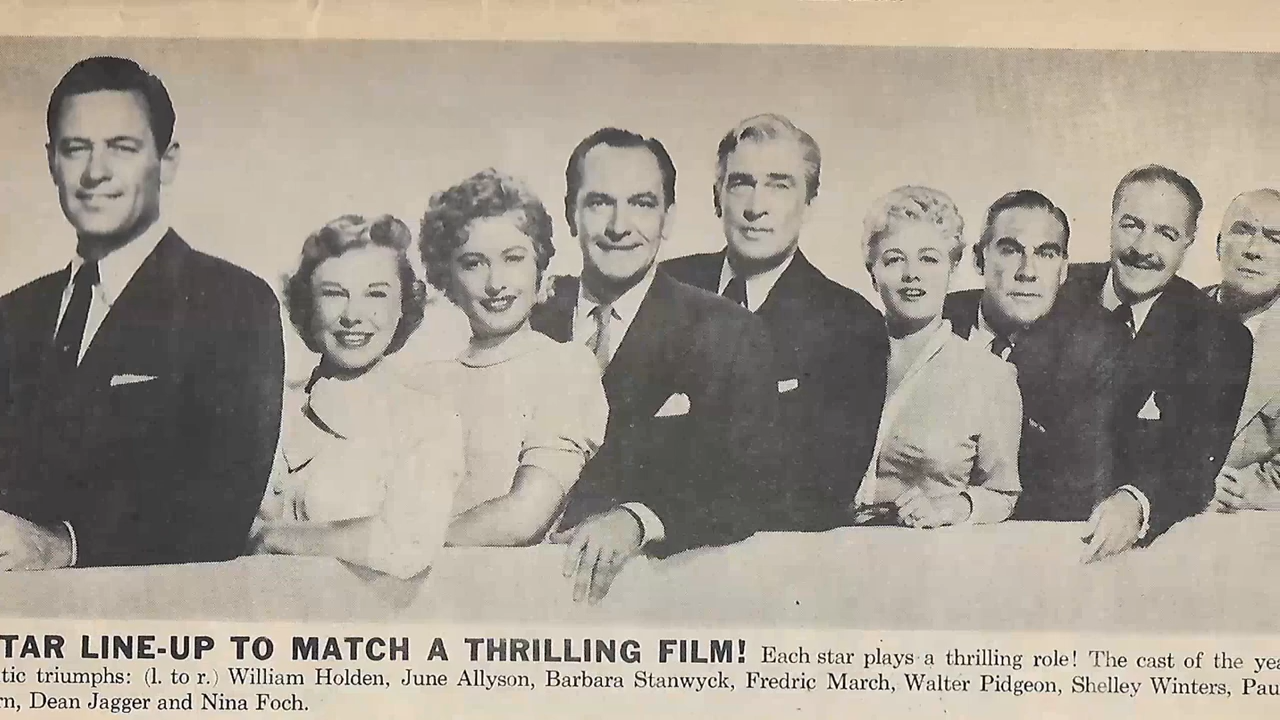 TAR LINE-UP TO MATCH A THRILLING FILM! Each star plays a thrilling role! The cast of the yea
tic triumphs: (l. to r.) William Holden, June Allyson, Barbara Stanwyck, Fredric March, Walter Pidgeon, Shelley Winters, Pau
rn, Dean Jagger and Nina Foch.